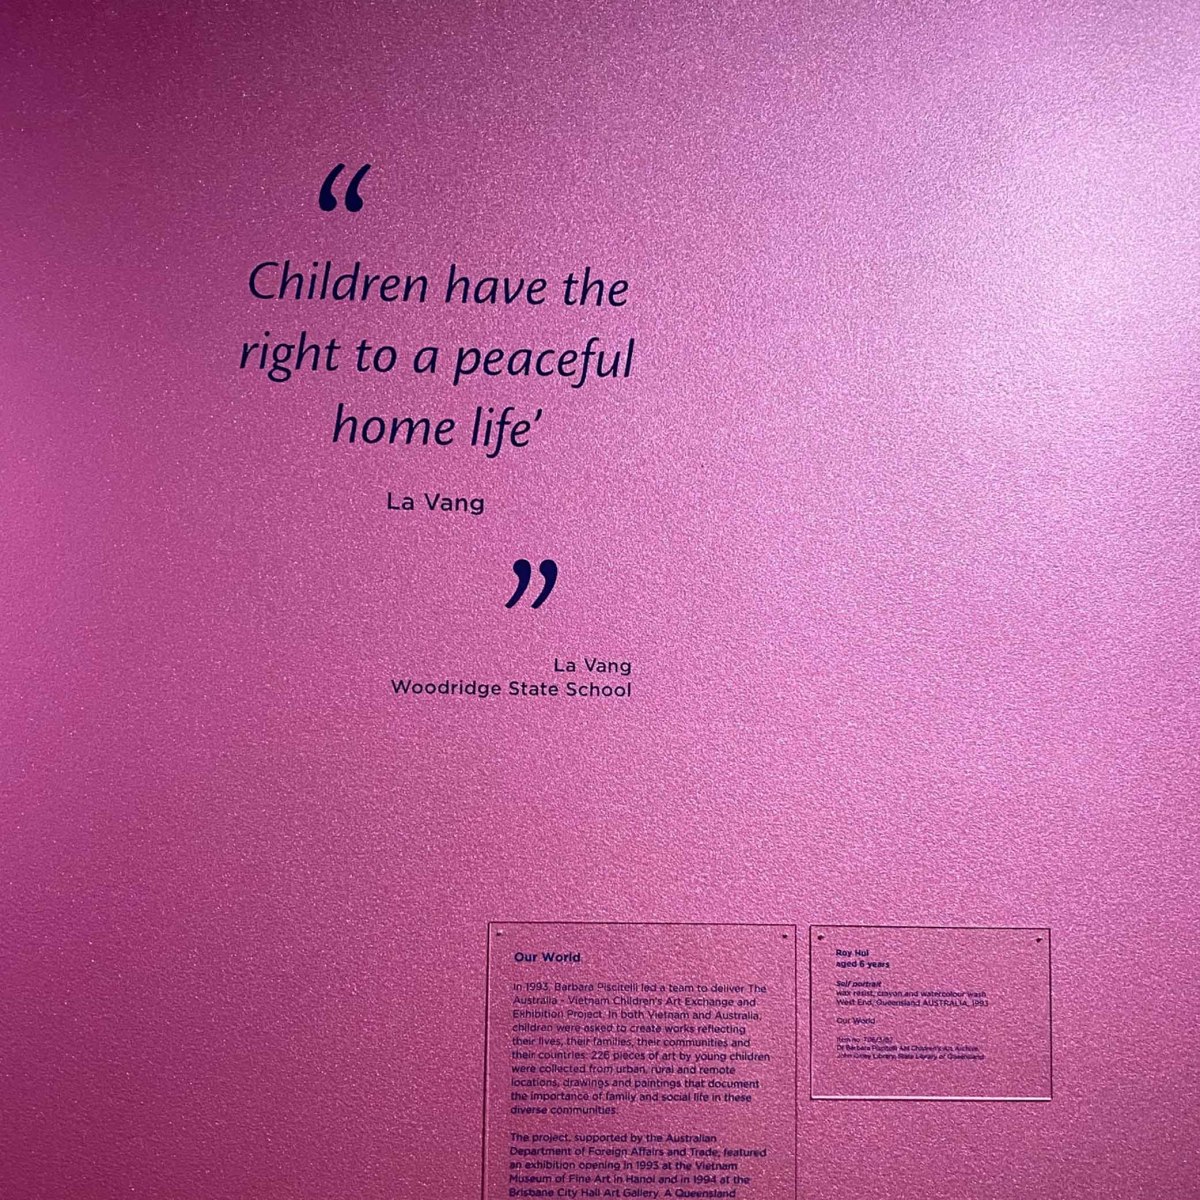 “
Children have the
right to a peaceful
home life’
La Vang
”
La Vang
Woodridge State School
Our World
In 1993, Barbara Piscitelli led a team to deliver The
Australia - Vietnam Children's Art Exchange and
Exhibition Project. In both Vietnam and Australia,
children were asked to create works reflecting
their lives, their families, their communities and
their countries. 226 pieces of art by young children
were collected from urban, rural and remote
locations, drawings and paintings that document
the importance of family and social life in these
diverse communities.
The project, supported by the Australian
Department of Foreign Affairs and Trade, featured
an exhibition opening in 1993 at the Vietnam
Museum of Fine Art in Hanoi and in 1994 at the
Brisbane City Hall Art Gallery. A Queensland
Roy Hui
aged 6 years
Self portrait
wax resist, crayon and watercolour wash
West End, Queensland AUSTRALIA, 1993
Our World
Item no.
Dr Barbara Piscitelli AM Children's Art Archive,
John Oxley Library, State Library of Queensland